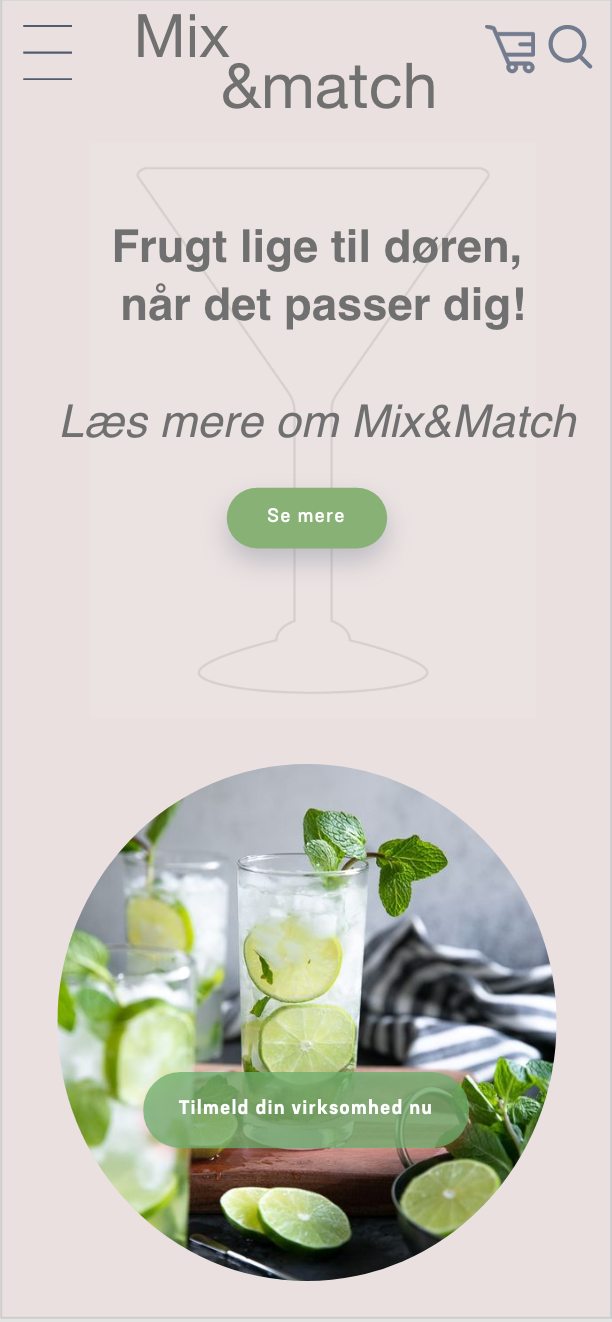 Mix
&match
Frugt lige til døren,
når det passer dig!
Læs mere om Mix&Match
Se mere
Tilmeld din virksomhed nu